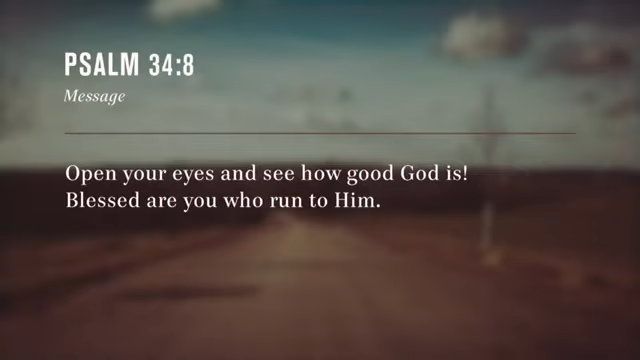 PSALM 34:8
Message
Open your eyes and see how good God is!
Blessed are you who run to Him.